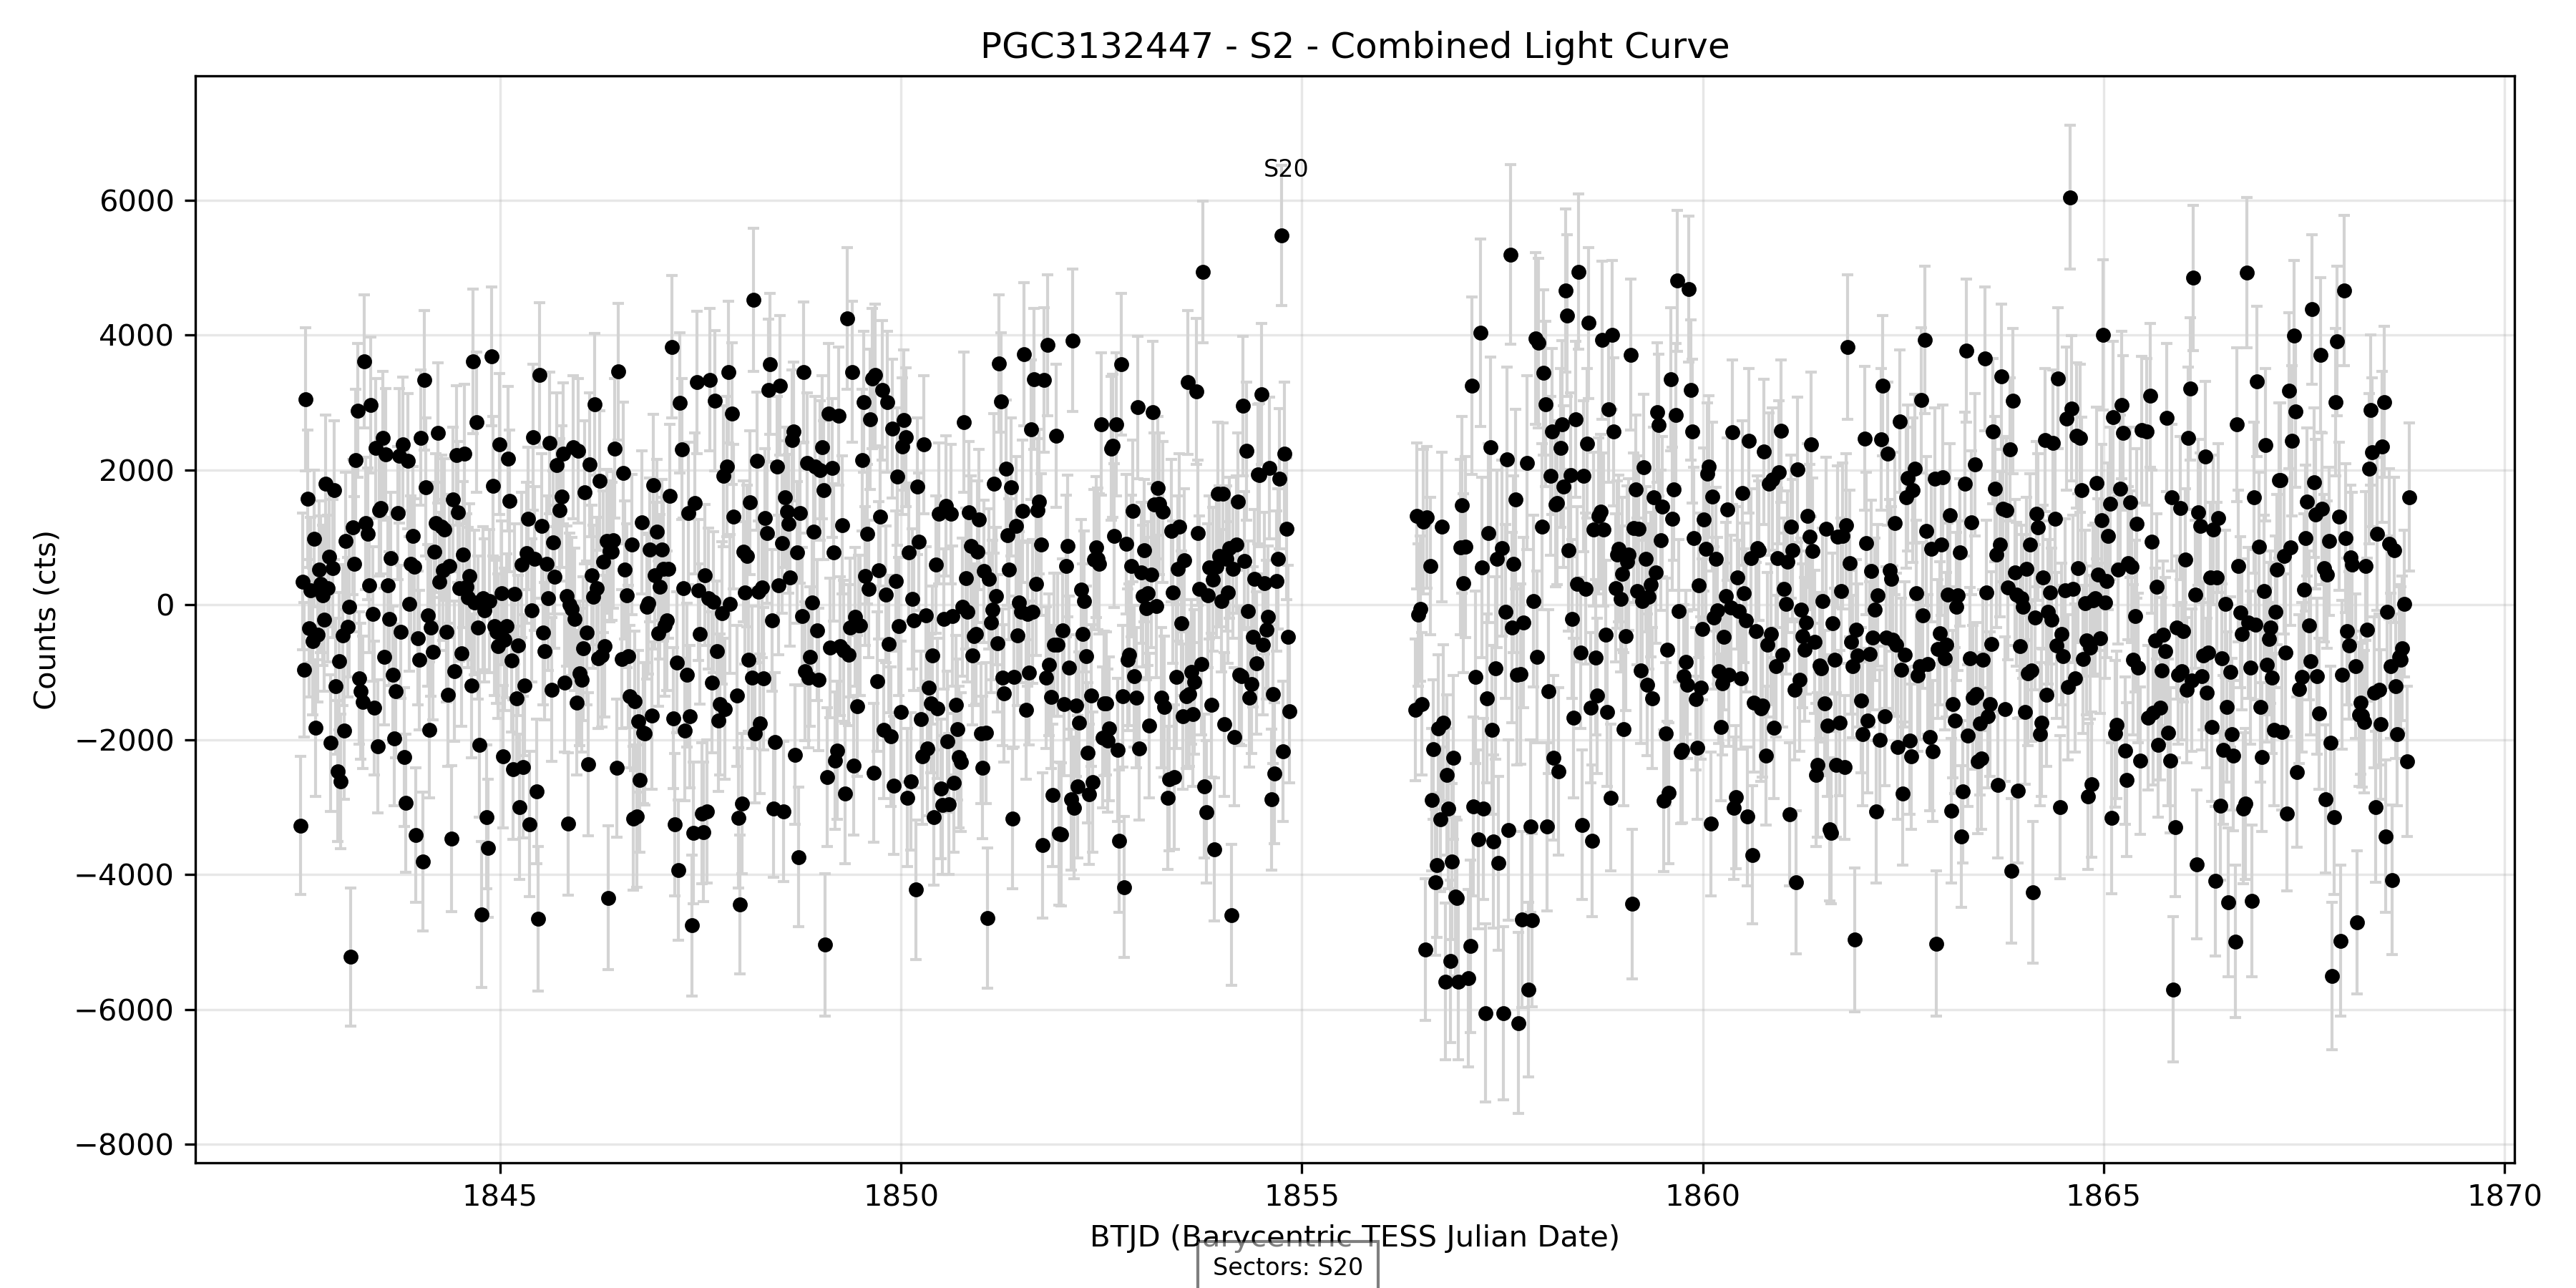 PGC3132447 - S2 - Combined Light Curve
S20
6000
4000
2000
0
−2000
−4000
−6000
−8000
Counts (cts)
1845
1850
1855
1860
1865
1870
BTJD (Barycentric TESS Julian Date)
Sectors: S20